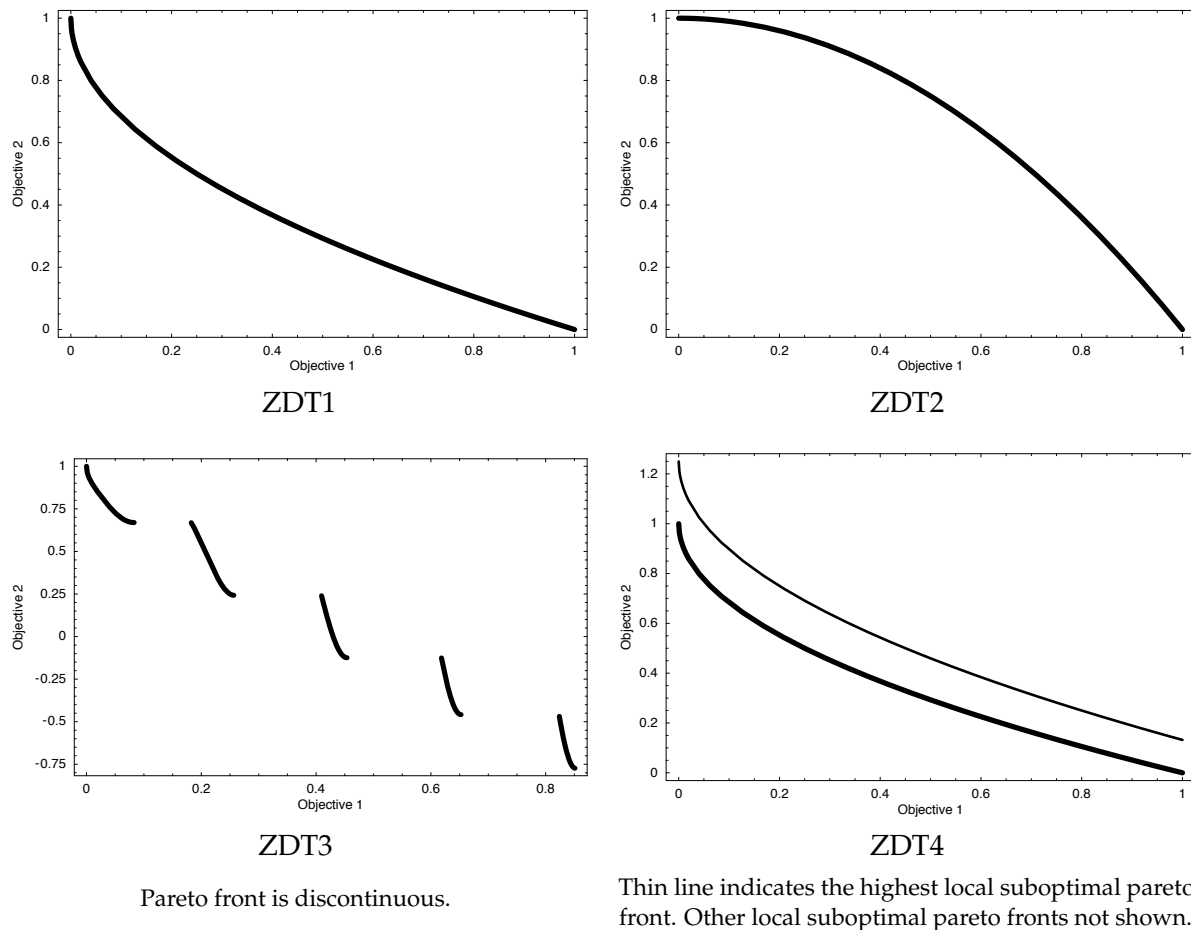 1
0.8
0.6
0.4
0.2
0
Objective 2
0 0.2 0.4 0.6 0.8 1
Objective 1
ZDT1
1
0.8
0.6
0.4
0.2
0
Objective 2
0 0.2 0.4 0.6 0.8 1
Objective 1
ZDT2
1
0.75
0.5
0.25
0
-0.25
-0.5
-0.75
Objective 2
0 0.2 0.4 0.6 0.8
Objective 1
ZDT3
Pareto front is discontinuous.
1.2
1
0.8
0.6
0.4
0.2
0
Objective 2
0 0.2 0.4 0.6 0.8 1
Objective 1
ZDT4
Thin line indicates the highest local suboptimal pareto
front. Other local suboptimal pareto fronts not shown.